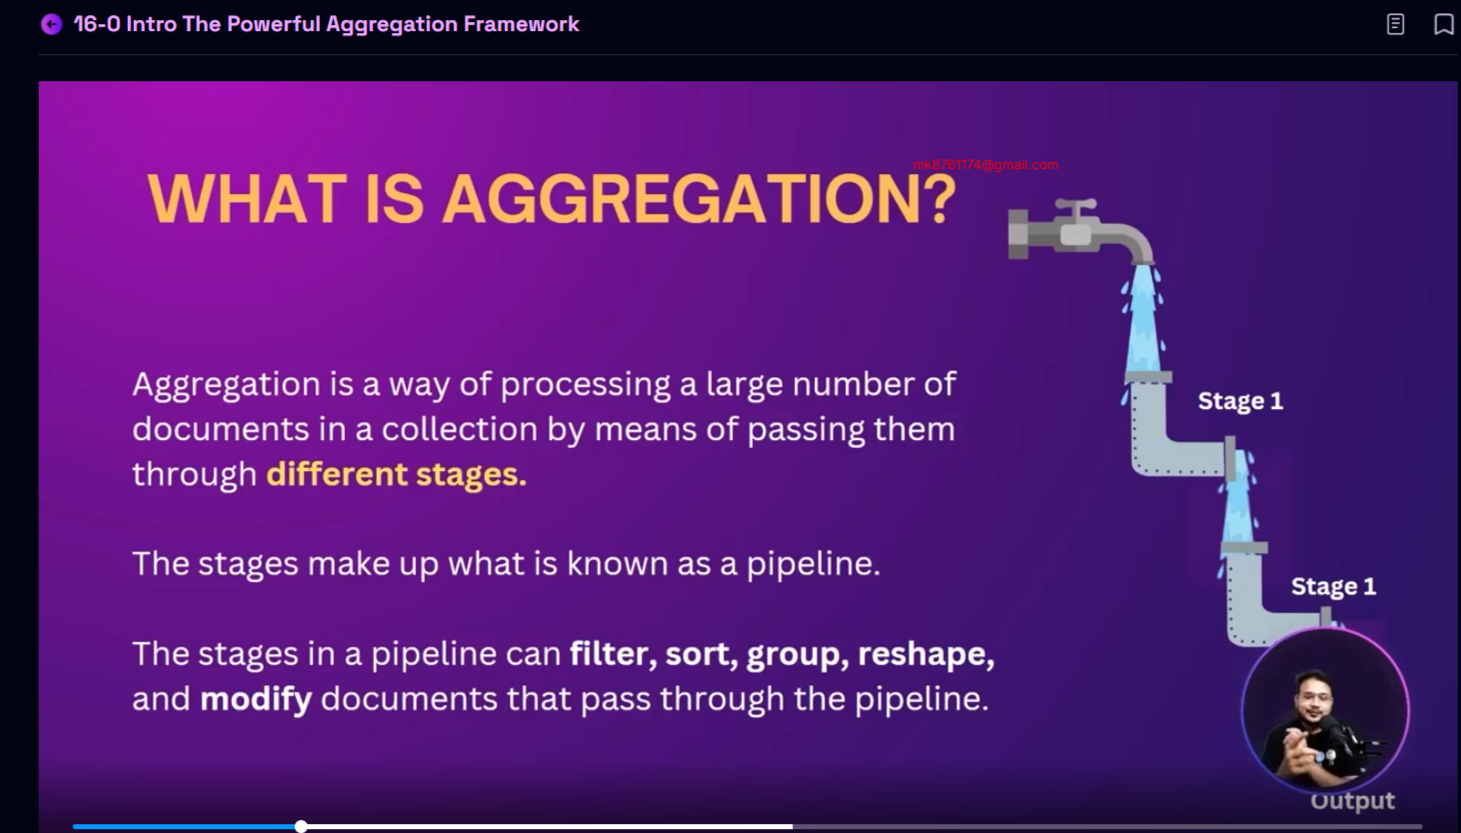 16-0 Intro The Powerful Aggregation Framework
mk8761174@gmail.com
WHAT IS AGGREGATION?
Stage 1
Aggregation is a way of processing a large number of
documents in a collection by means of passing them
through different stages.
The stages make up what is known as a pipeline.
Stage 1
The stages in a pipeline can filter, sort, group, reshape,
and modify documents that pass through the pipeline.
Output